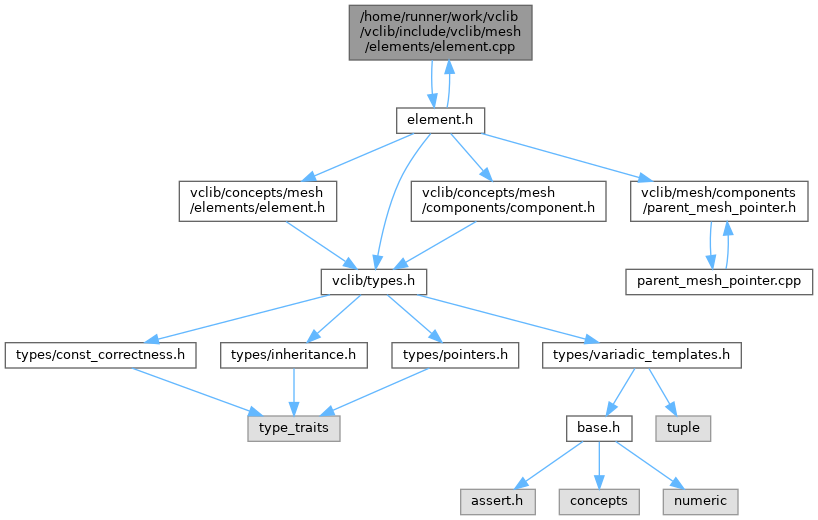 /home/runner/work/vclib
/vclib/include/vclib/mesh
/elements/element.cpp
element.h
vclib/concepts/mesh
/elements/element.h
vclib/concepts/mesh
/components/component.h
vclib/mesh/components
/parent_mesh_pointer.h
vclib/types.h
parent_mesh_pointer.cpp
types/const_correctness.h
types/inheritance.h
types/pointers.h
types/variadic_templates.h
type_traits
base.h
tuple
assert.h
concepts
numeric